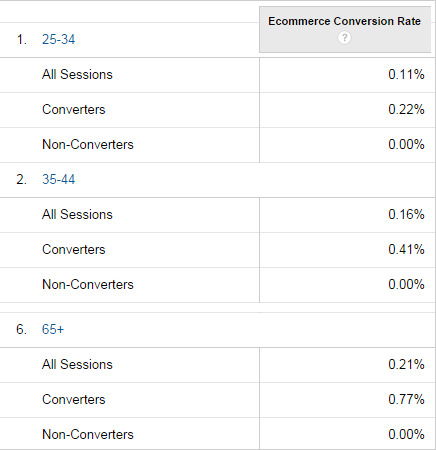 Ecommerce Conversion Rate
?
1. 25-34
All Sessions 0.11%
Converters 0.22%
Non-Converters 0.00%
2. 35-44
All Sessions 0.16%
Converters 0.41%
Non-Converters 0.00%
6. 65+
All Sessions 0.21%
Converters 0.77%
Non-Converters 0.00%